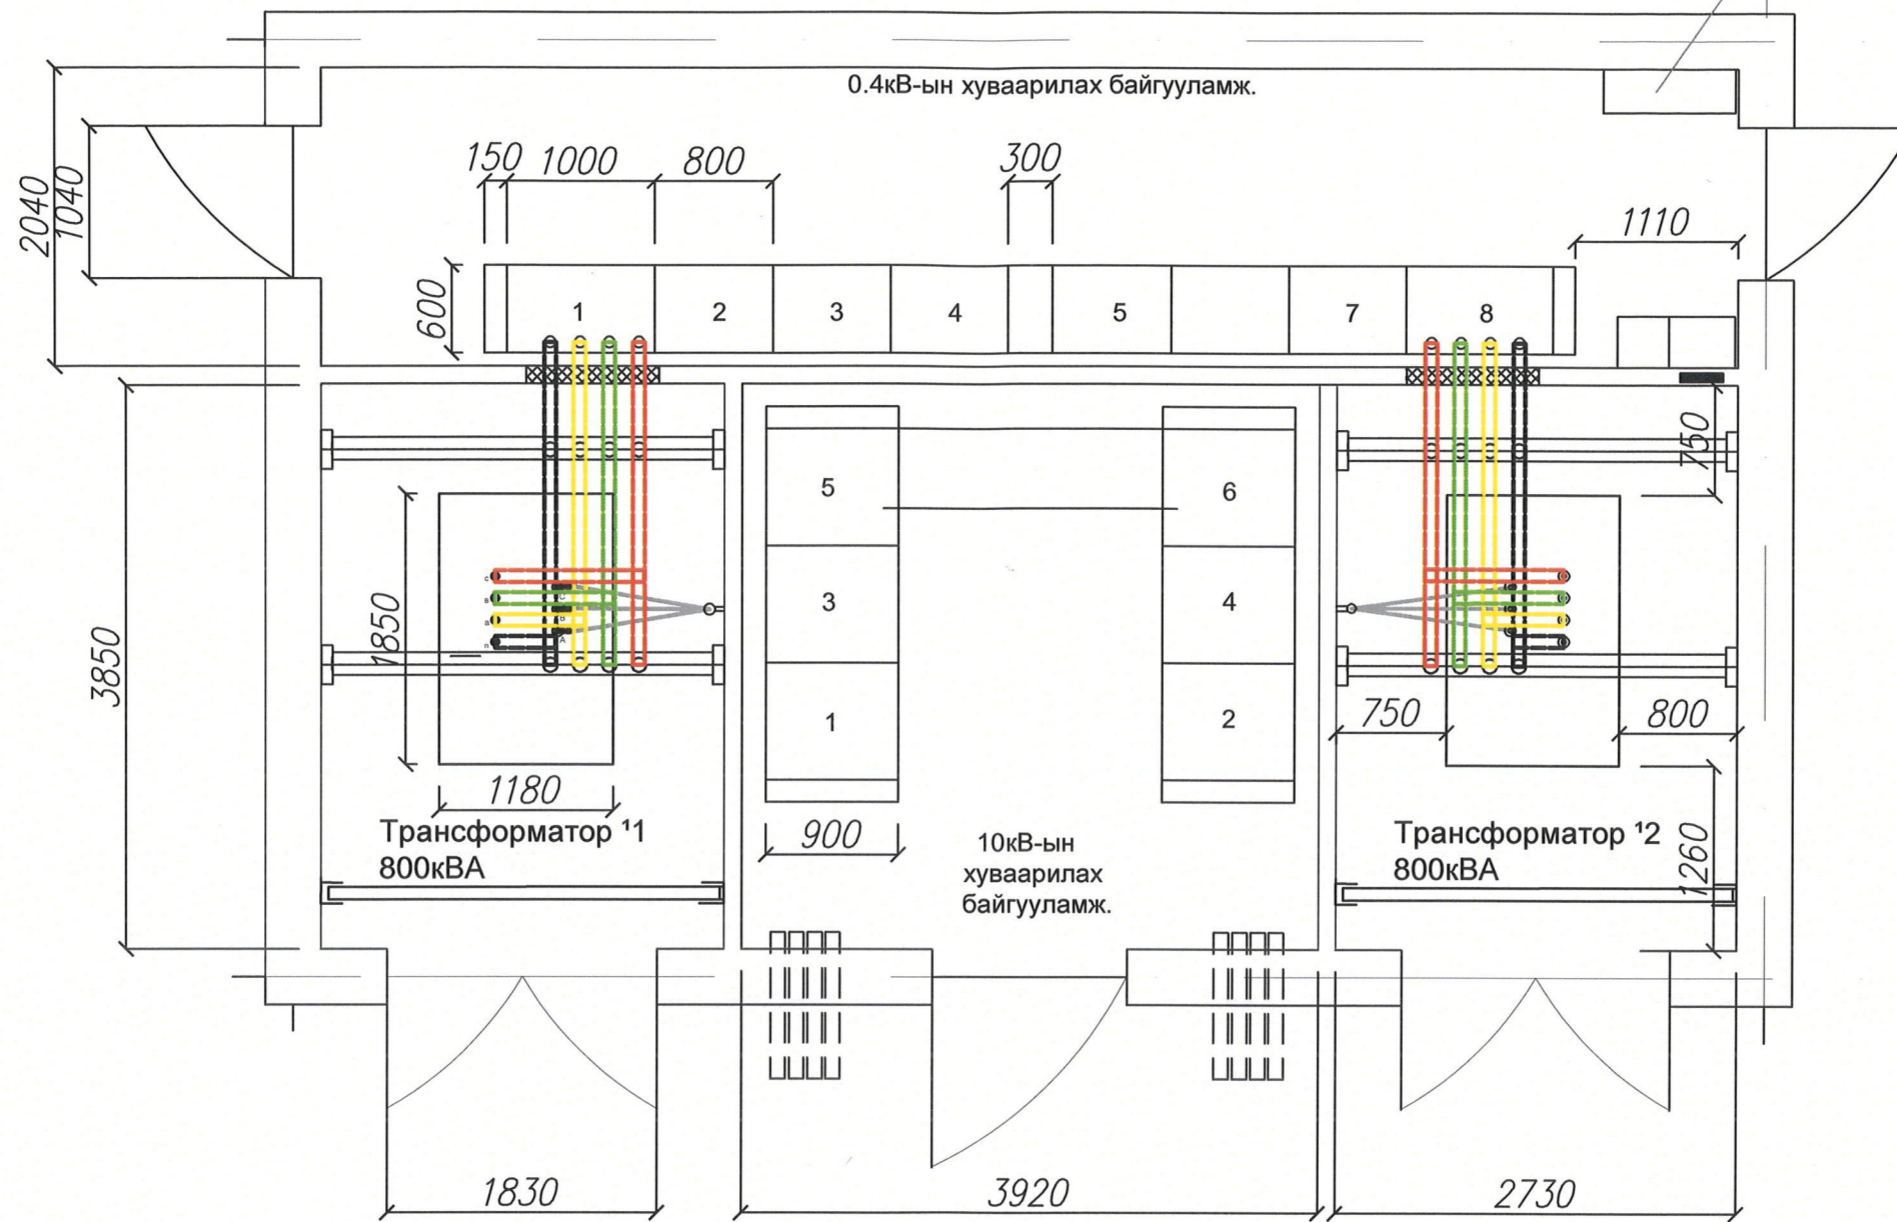 0.4кВ-ын хуваарилах байгууламж.
150 1000 800 300
1110
2040
1040
600
1 2 3 4 5 7 8
750
5 6
3 4
1 2
c
в
a
n
C
B
A
3850
1850
1180
750 800
900
1260
Трансформатор ¹1
800кВА
10кВ-ын
хуваарилах
байгууламж.
Трансформатор ¹2
800кВА
1830 3920 2730